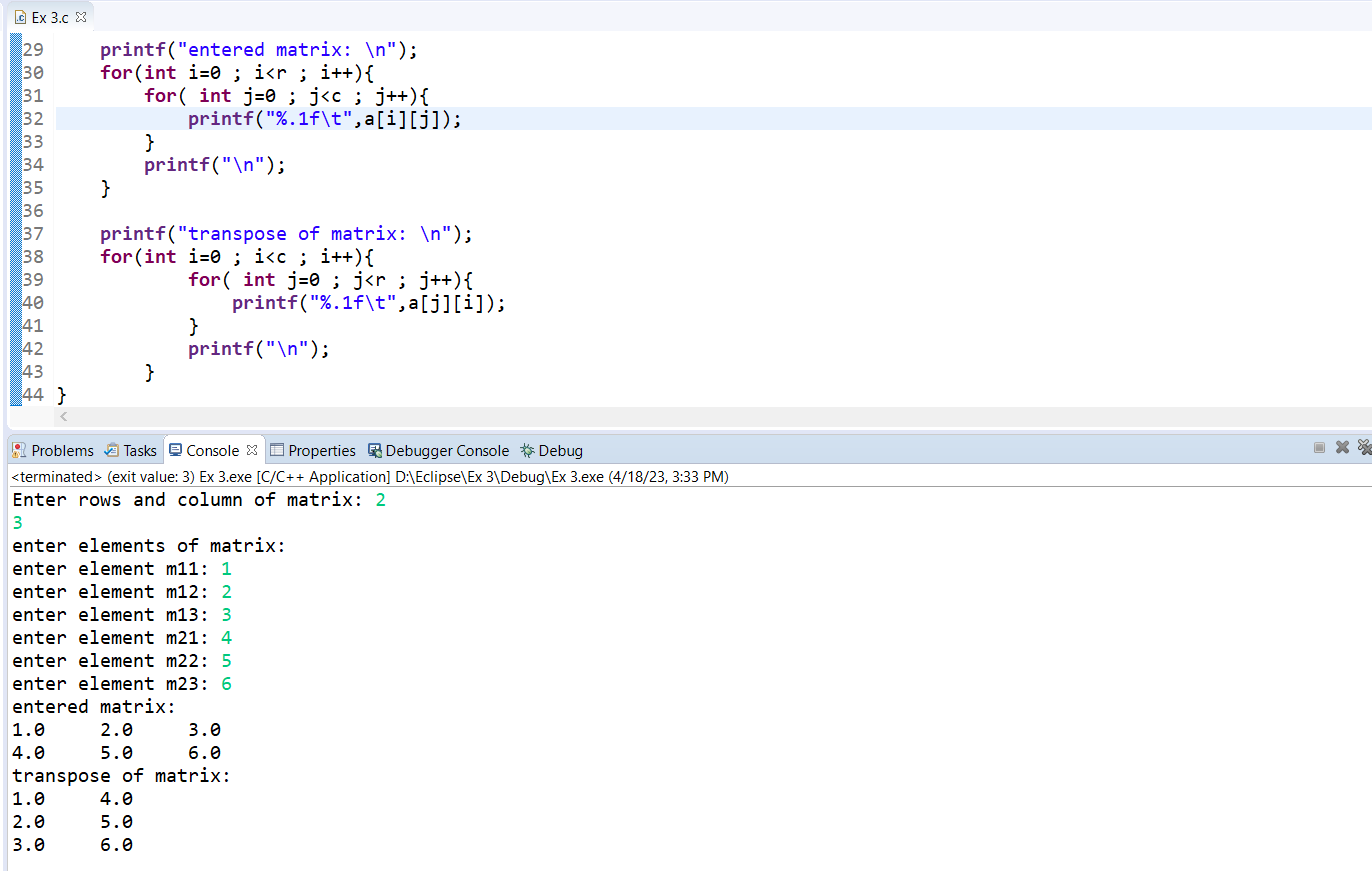 Ex 3.c
29 printf("entered matrix: \n");
30 for(int i=0 ; i<r ; i++){
31 for( int j=0 ; j<c ; j++){
32 printf("%.1f\t",a[i][j]);
33 }
34 printf("\n");
35 }
36
37 printf("transpose of matrix: \n");
38 for(int i=0 ; i<c ; i++){
39 for( int j=0 ; j<r ; j++){
40 printf("%.1f\t",a[j][i]);
41 }
42 printf("\n");
43 }
44 }
Problems Tasks Console Properties Debugger Console Debug
<terminated> (exit value: 3) Ex 3.exe [C/C++ Application] D:\Eclipse\Ex 3\Debug\Ex 3.exe (4/18/23, 3:33 PM)
Enter rows and column of matrix: 2
3
enter elements of matrix:
enter element m11: 1
enter element m12: 2
enter element m13: 3
enter element m21: 4
enter element m22: 5
enter element m23: 6
entered matrix:
1.0 2.0 3.0
4.0 5.0 6.0
transpose of matrix:
1.0 4.0
2.0 5.0
3.0 6.0